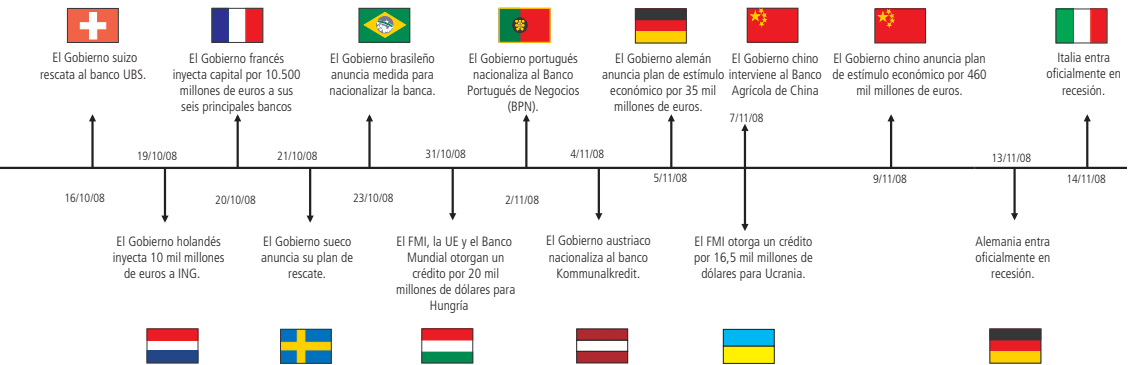 El Gobierno suizo
rescata al banco UBS.
El Gobierno francés
inyecta capital por 10.500
millones de euros a sus
seis principales bancos
El Gobierno brasileño
anuncia medida para
nacionalizar la banca.
El Gobierno portugués
nacionaliza al Banco
Portugués de Negocios
(BPN).
El Gobierno alemán
anuncia plan de estímulo
económico por 35 mil
millones de euros.
El Gobierno chino
interviene al Banco
Agrícola de China
7/11/08
El Gobierno chino anuncia plan
de estímulo económico por 460
mil millones de euros.
Italia entra
oficialmente en
recesión.
19/10/08
21/10/08
31/10/08
4/11/08
13/11/08
16/10/08
20/10/08
23/10/08
2/11/08
5/11/08
9/11/08
14/11/08
El Gobierno holandés
inyecta 10 mil millones
de euros a ING.
El Gobierno sueco
anuncia su plan de
rescate.
El FMI, la UE y el Banco
Mundial otorgan un
crédito por 20 mil
millones de dólares para
Hungría
El Gobierno austriaco
nacionaliza al banco
Kommunalkredit.
El FMI otorga un crédito
por 16,5 mil millones de
dólares para Ucrania.
Alemania entra
oficialmente en
recesión.